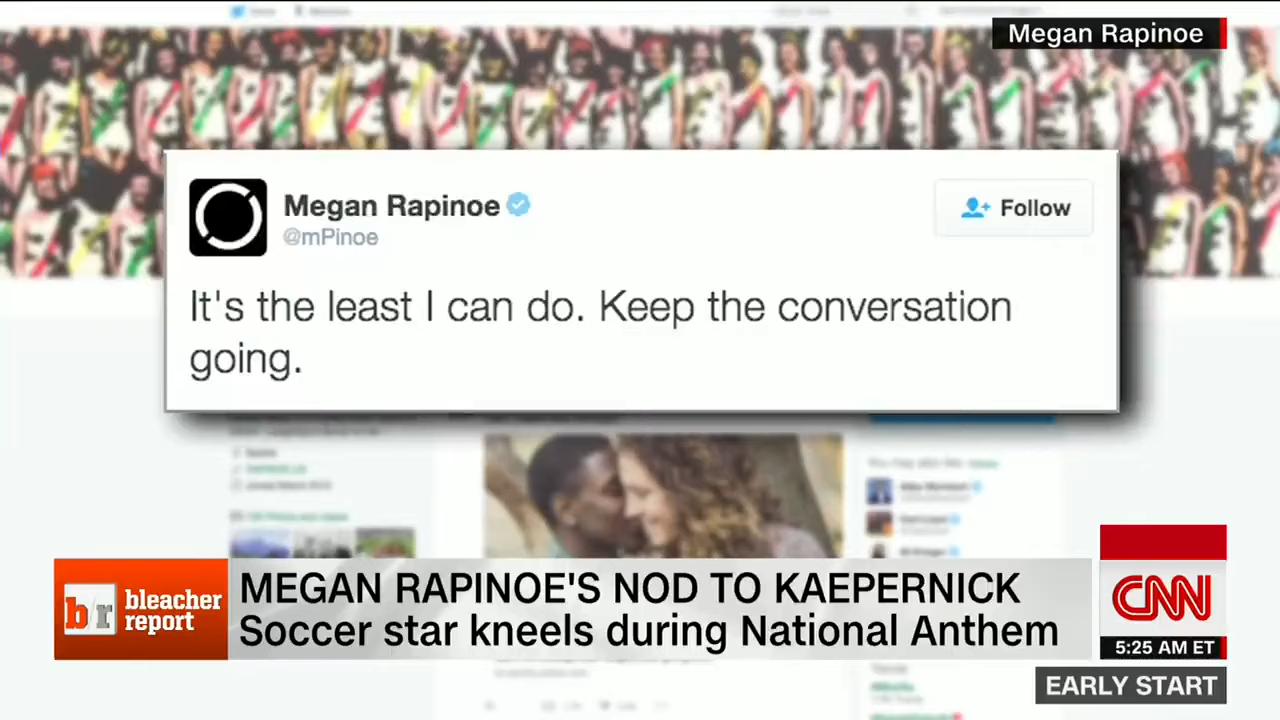 Megan Rapinoe
Megan Rapinoe
@mPinoe
Follow
It's the least I can do. Keep the conversation
going.
b/r bleacher
report
MEGAN RAPINOE'S NOD TO KAEPERNICK
Soccer star kneels during National Anthem
CNN
5:25 AM ET
EARLY START